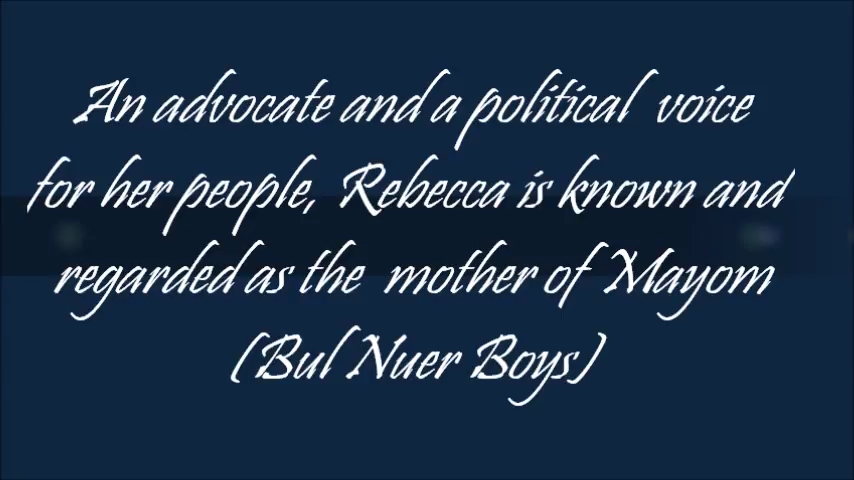 An advocate and a political voice
for her people, Rebecca is known and
regarded as the mother of Mayom
(Bul Nuer Boys)